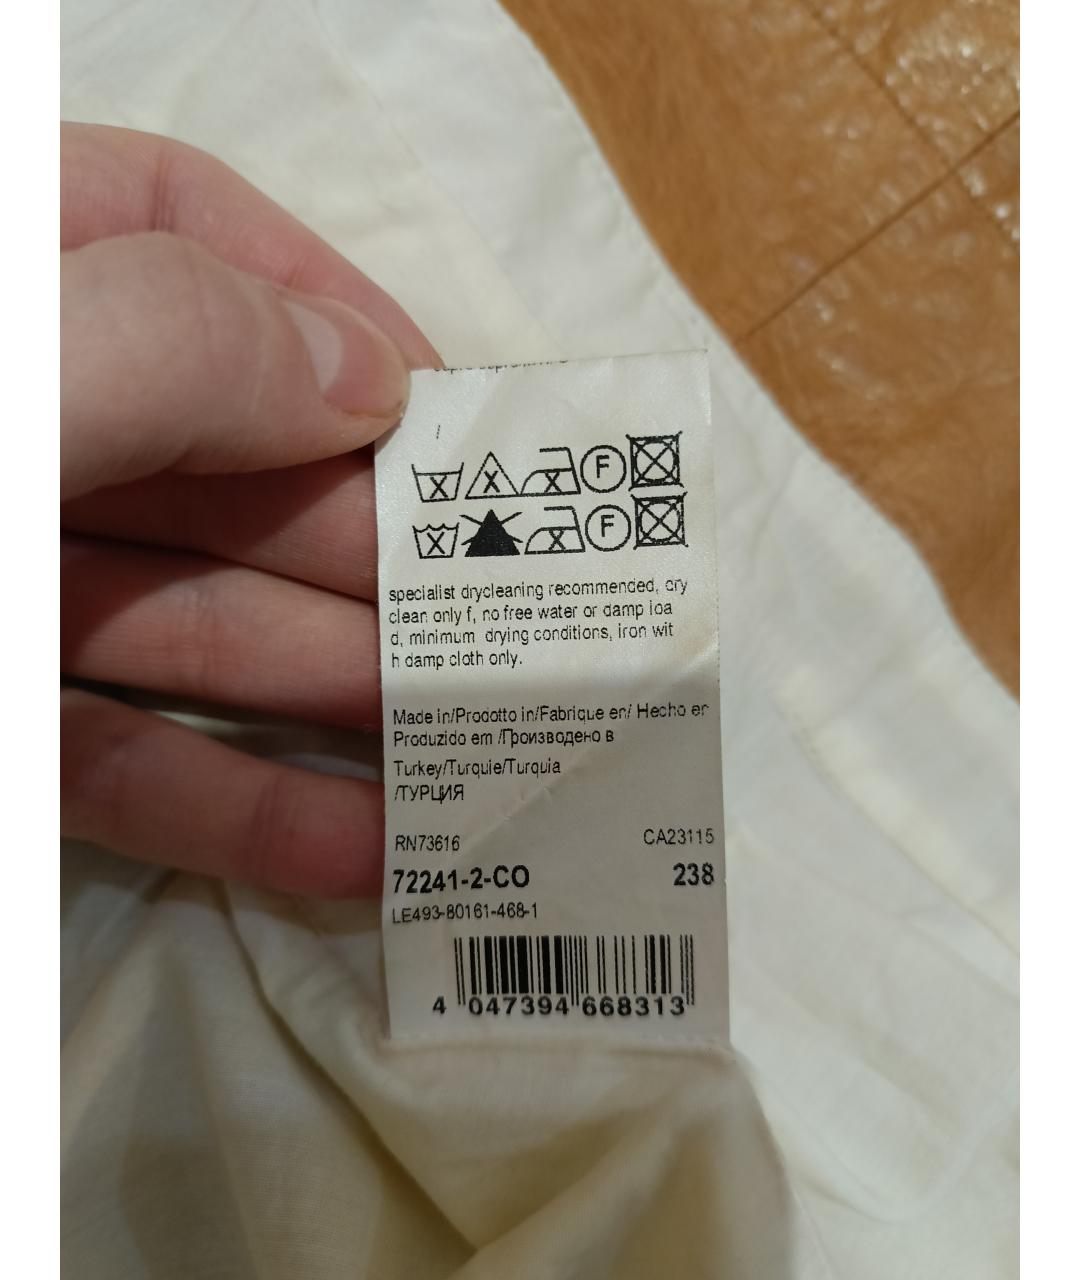 F
F
specialist drycleaning recommended, dry
clean only f, no free water or damp loa
d, minimum drying conditions, iron wit
h damp cloth only.
Made in/Prodotto in/Fabrique en/ Hecho en
Produzido em /Произведено в
Turkey/Turquie/Turquia
/ТУРЦИЯ
RN73616 CA23115
72241-2-CO 238
LE493-80161-468-1
4 047394 668313